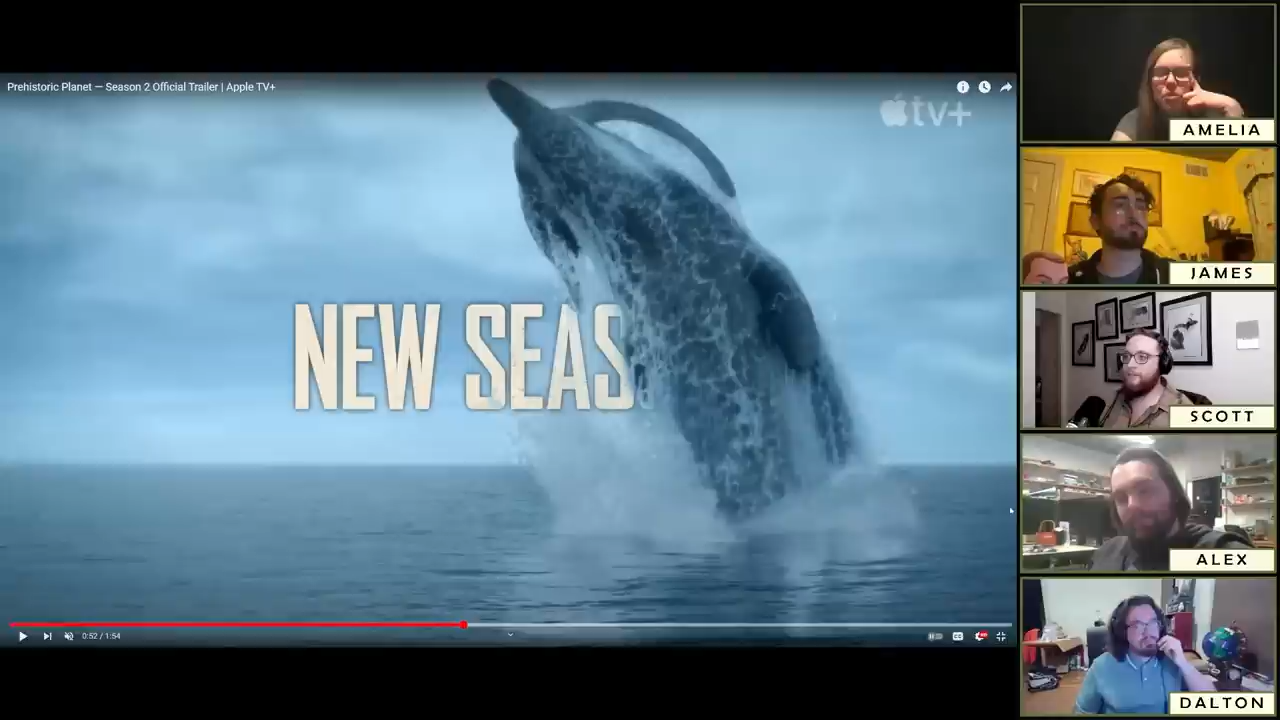 Prehistoric Planet — Season 2 Official Trailer | Apple TV+
tv+
NEW SEAS
0:52 / 1:54
AMELIA
JAMES
SCOTT
ALEX
DALTON